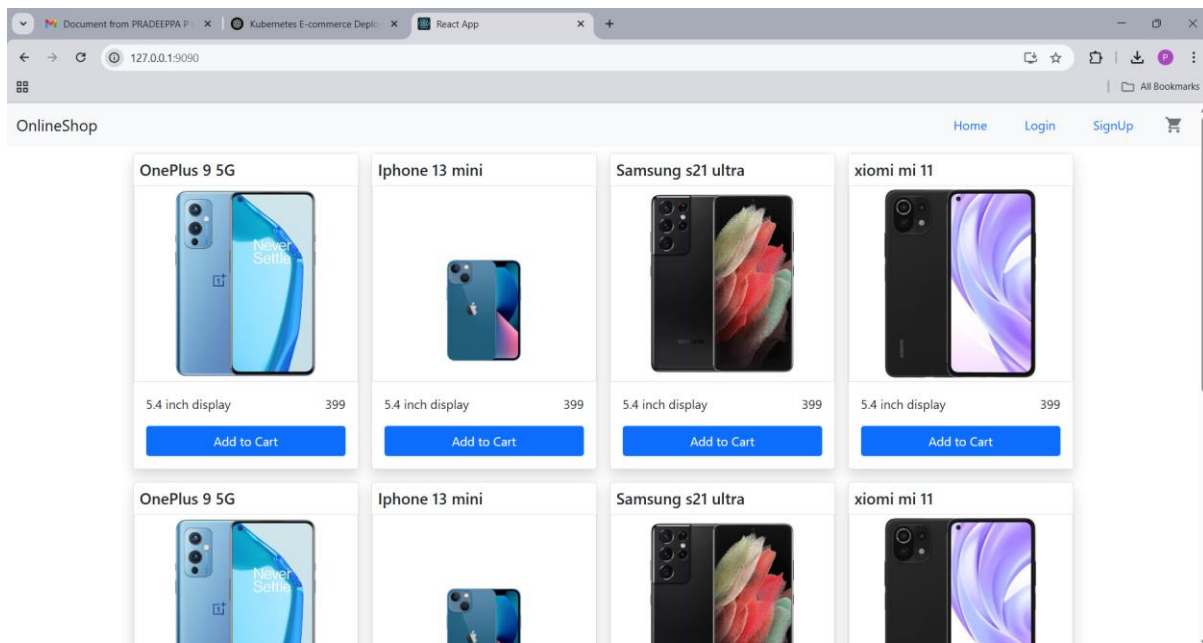 Document from PRADEEPPA P
Kubernetes E-commerce Deplo
React App
127.0.0.1:9090
P
All Bookmarks
OnlineShop
Home
Login
SignUp
OnePlus 9 5G
Iphone 13 mini
Samsung s21 ultra
xiomi mi 11
Never
Settle
5.4 inch display 399
5.4 inch display 399
5.4 inch display 399
5.4 inch display 399
Add to Cart
Add to Cart
Add to Cart
Add to Cart
OnePlus 9 5G
Iphone 13 mini
Samsung s21 ultra
xiomi mi 11
Never
Settle